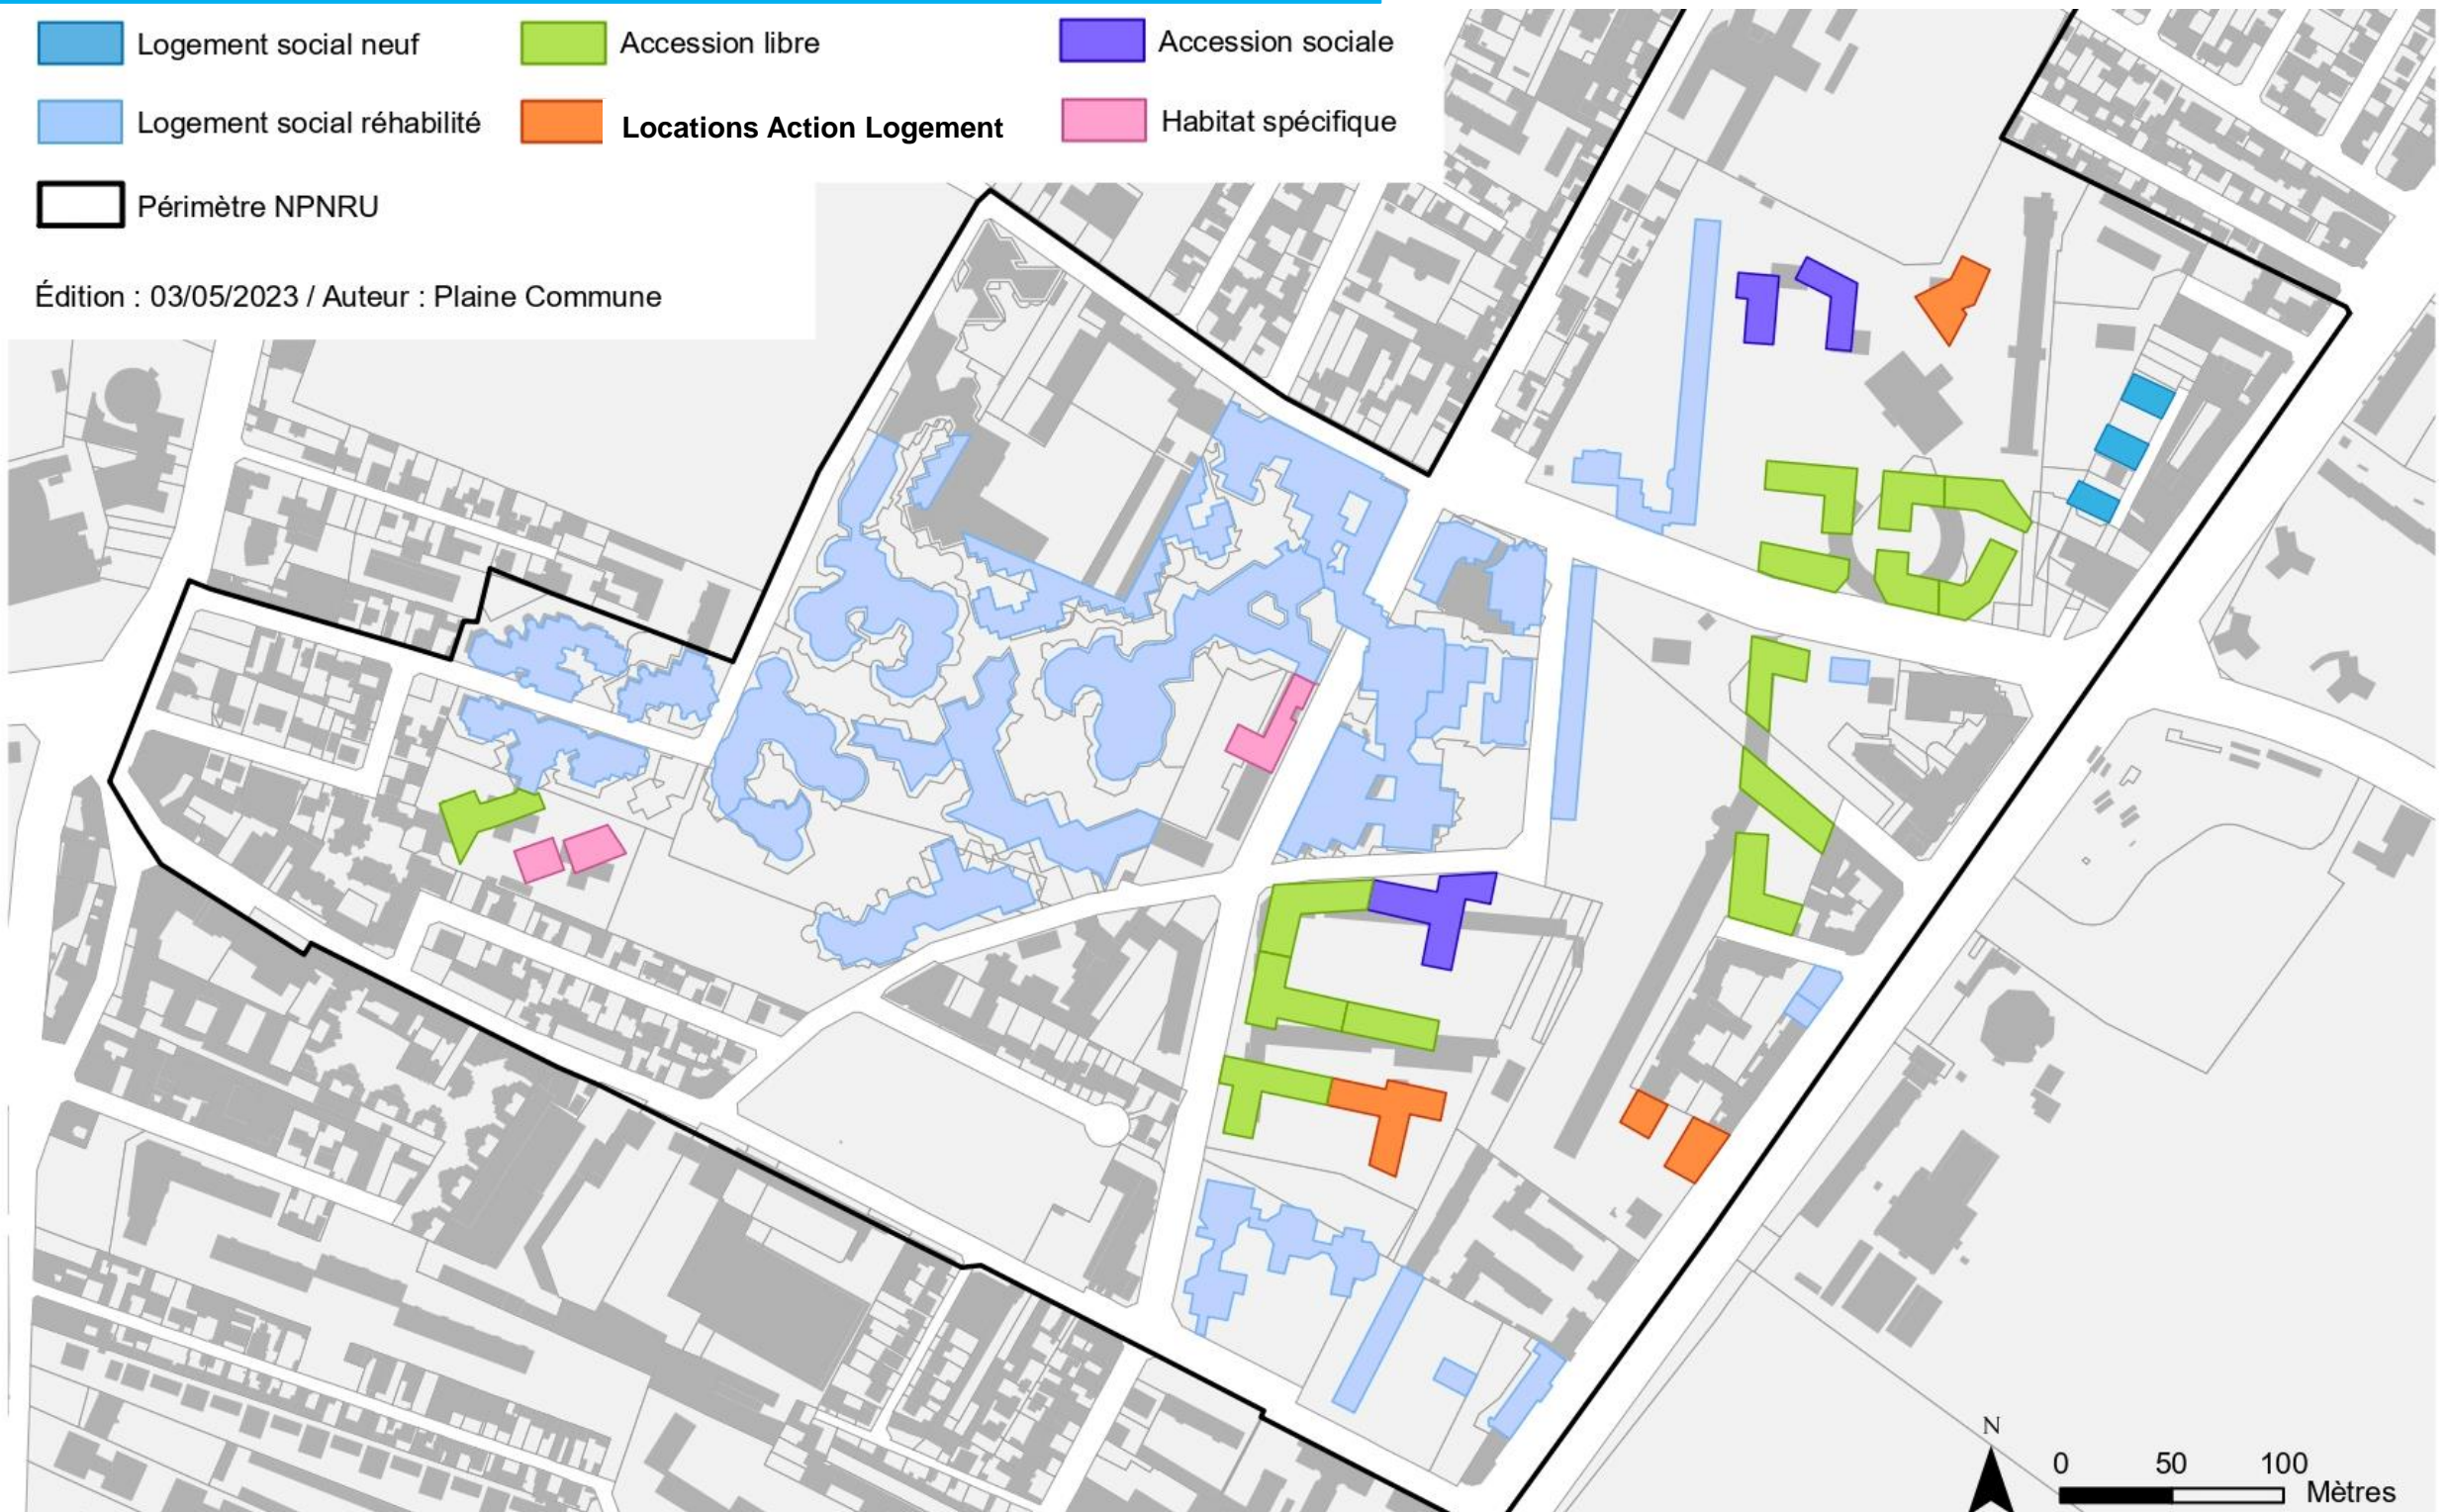 Logement social neuf
Accession libre
Accession sociale
Logement social réhabilité
Locations Action Logement
Habitat spécifique
Périmètre NPNRU
Édition : 03/05/2023 / Auteur : Plaine Commune
N
0 50 100
Mètres